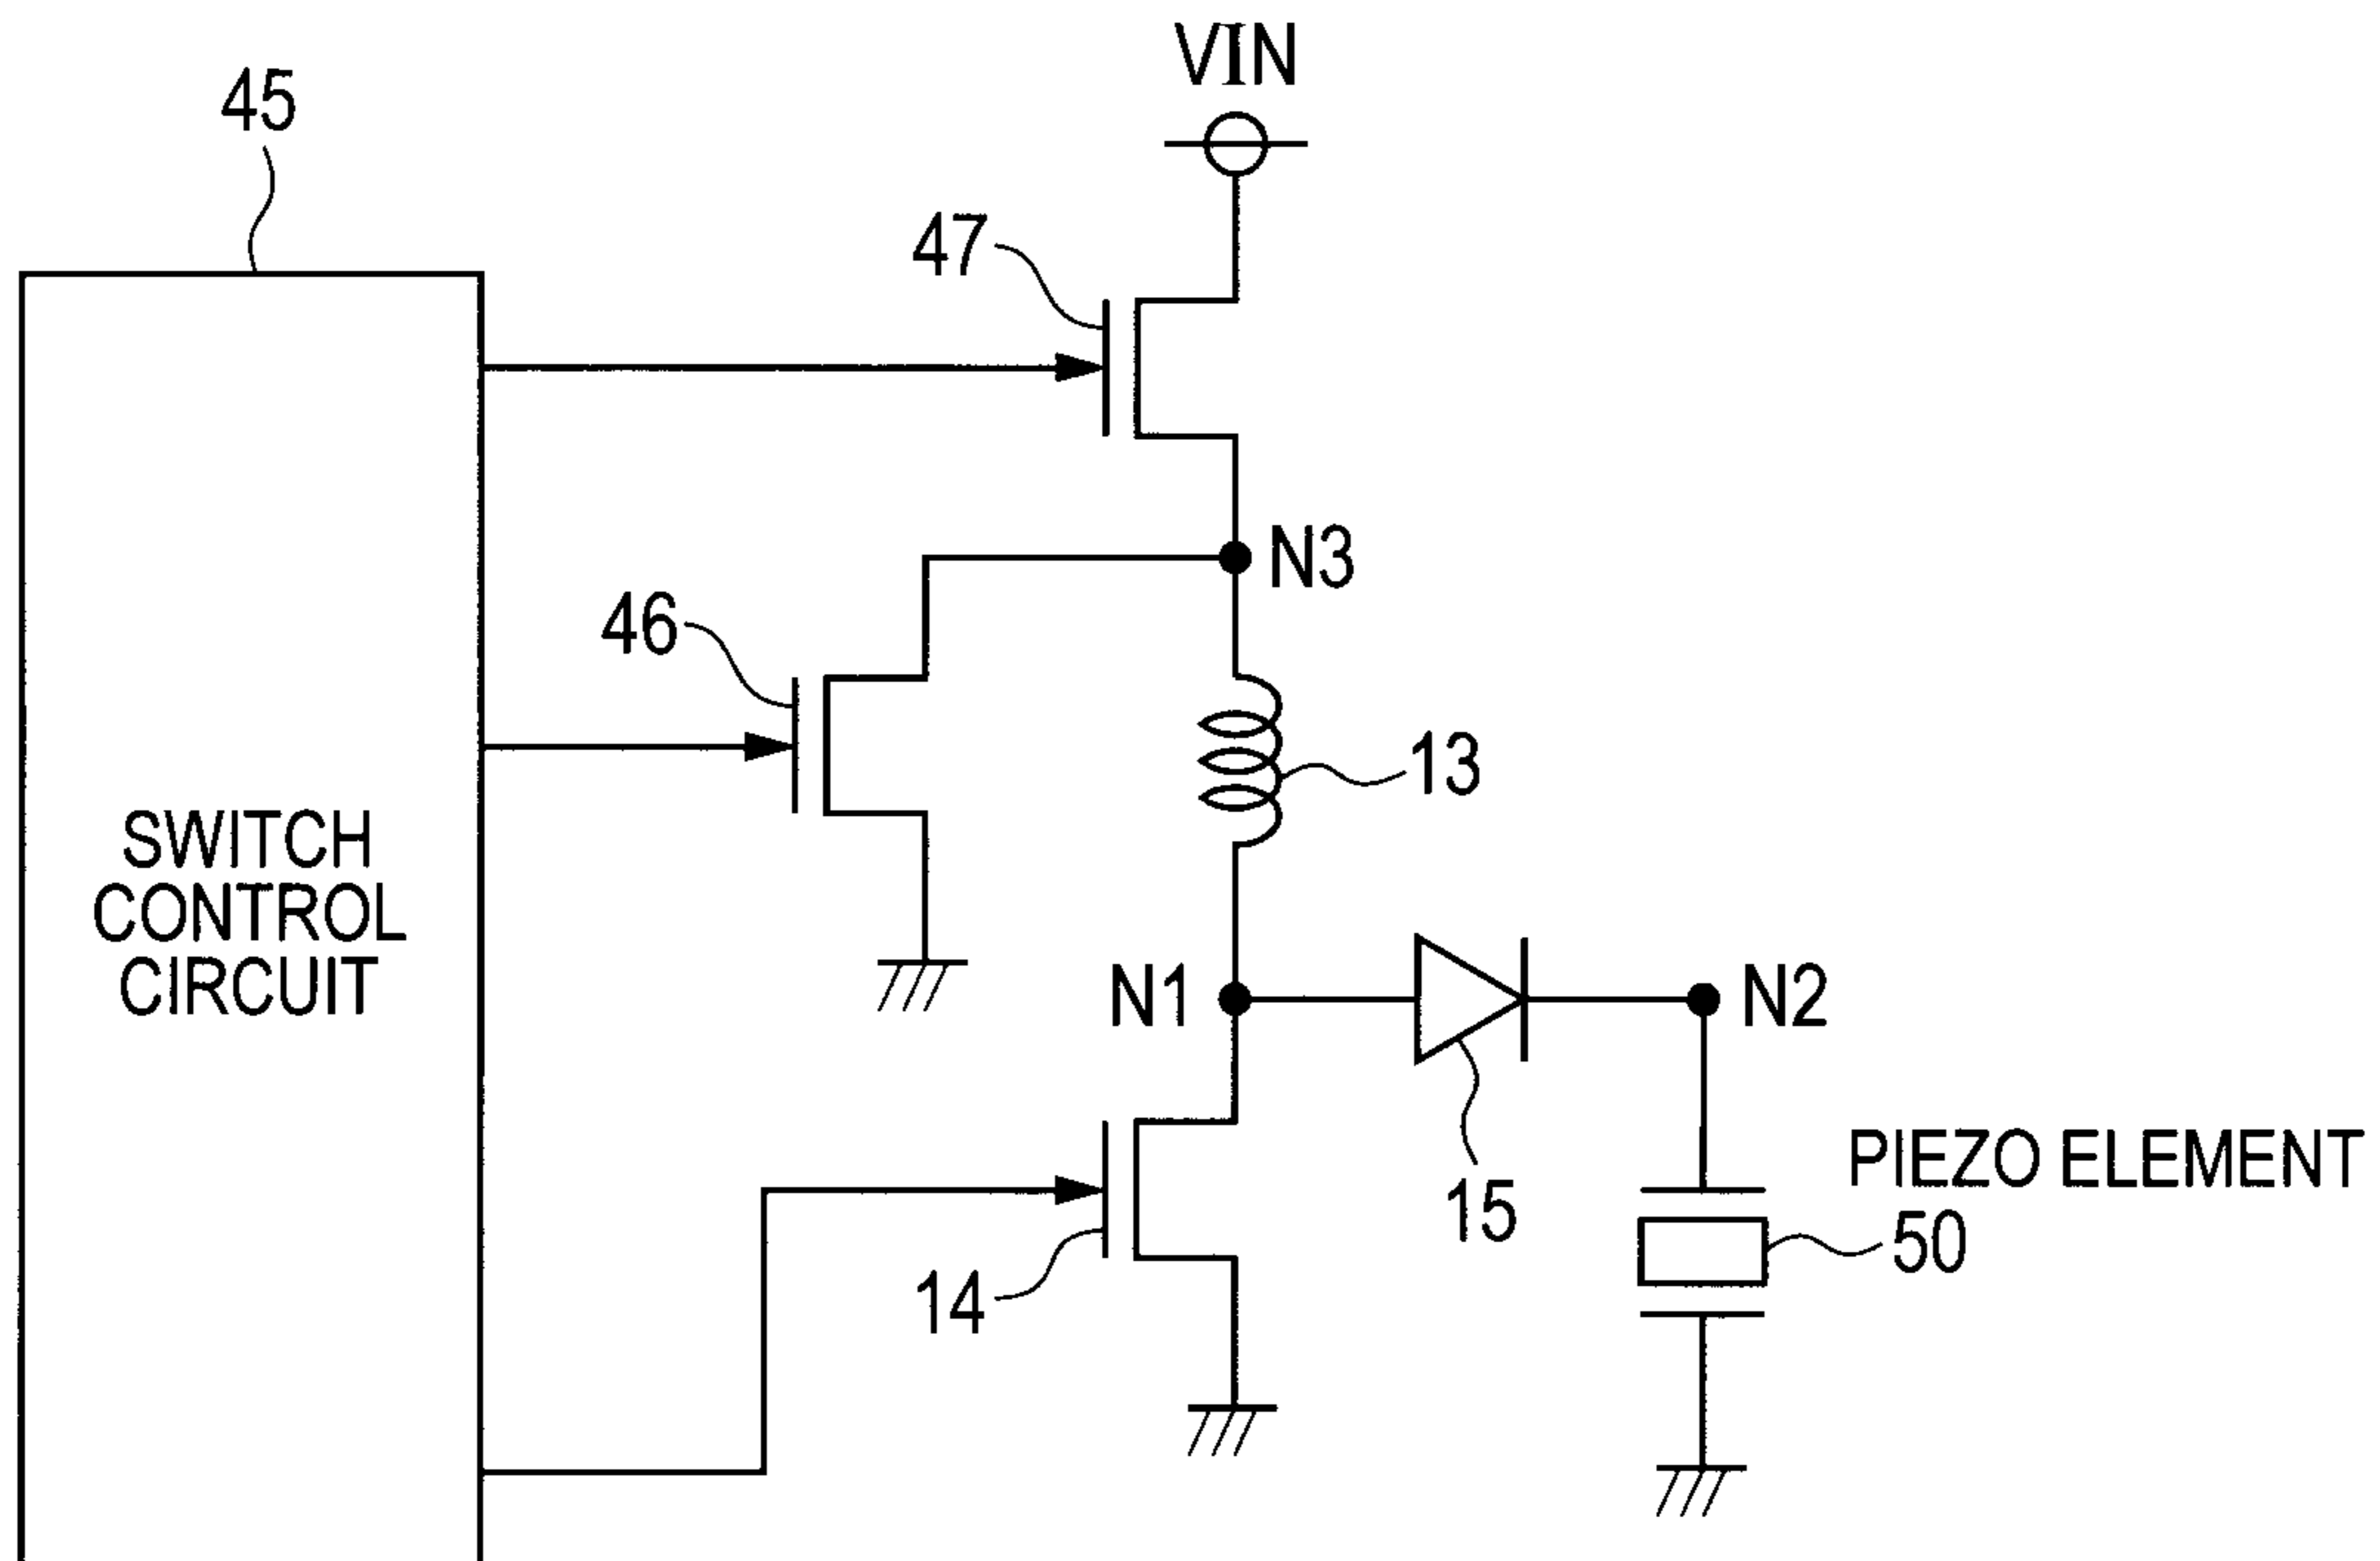 VIN
45
47
N3
46
13
SWITCH
CONTROL
CIRCUIT
N1
N2
15
PIEZO ELEMENT
50
14